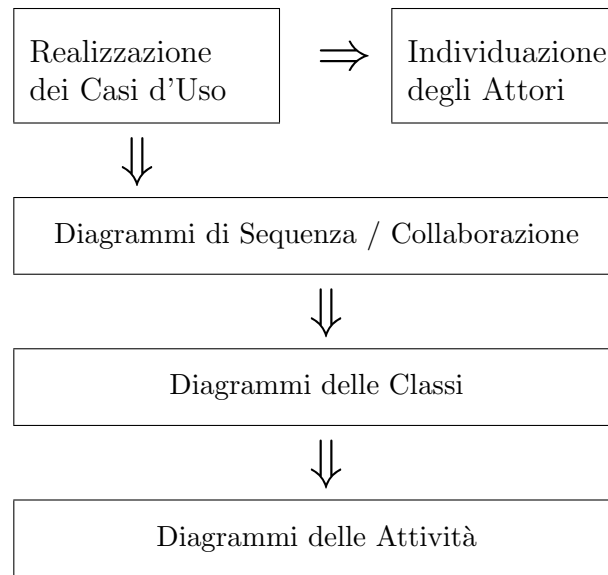 Realizzazione
dei Casi d'Uso
⇒
Individuazione
degli Attori
⇓
Diagrammi di Sequenza / Collaborazione
⇓
Diagrammi delle Classi
⇓
Diagrammi delle Attività